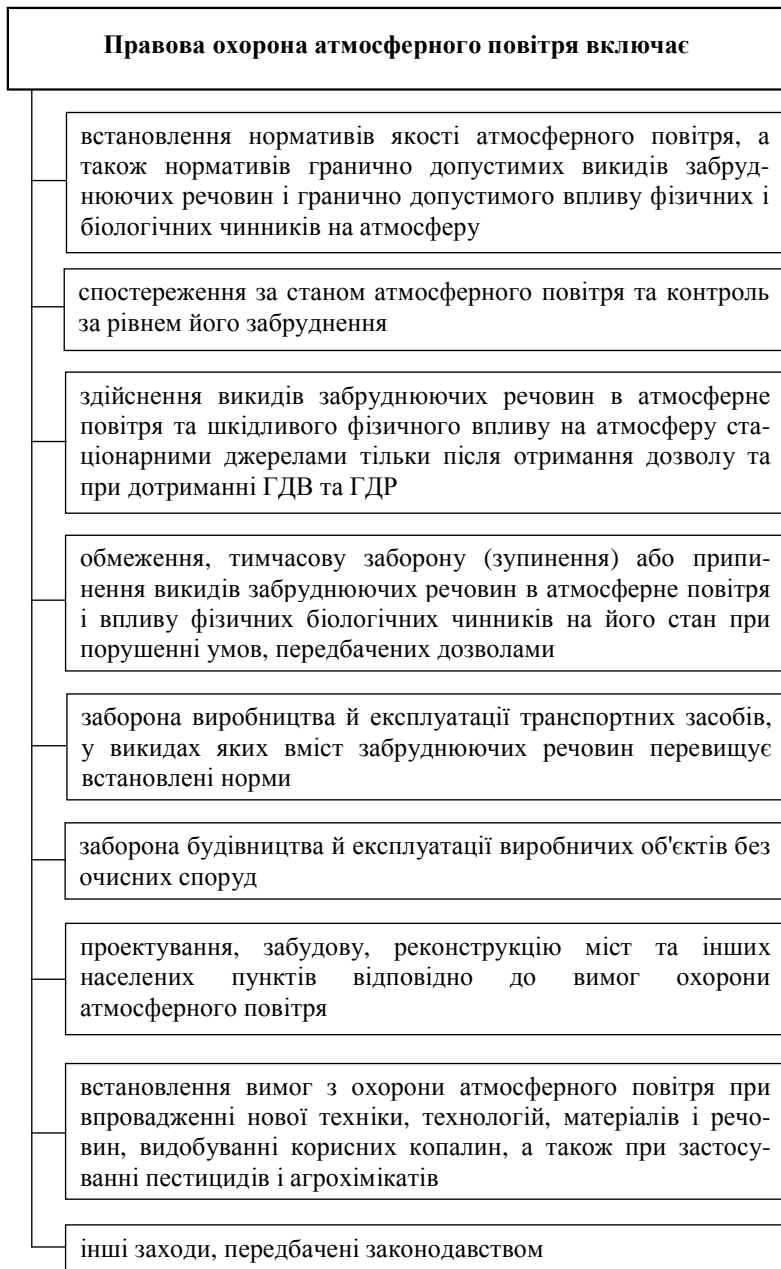 Правова охорона атмосферного повітря включає
встановлення нормативів якості атмосферного повітря, а
також нормативів гранично допустимих викидів забруд-
нюючих речовин і гранично допустимого впливу фізичних і
біологічних чинників на атмосферу
спостереження за станом атмосферного повітря та контроль
за рівнем його забруднення
здійснення викидів забруднюючих речовин в атмосферне
повітря та шкідливого фізичного впливу на атмосферу ста-
ціонарними джерелами тільки після отримання дозволу та
при дотриманні ГДВ та ГДР
обмеження, тимчасову заборону (зупинення) або припи-
нення викидів забруднюючих речовин в атмосферне повітря
і впливу фізичних біологічних чинників на його стан при
порушенні умов, передбачених дозволами
заборона виробництва й експлуатації транспортних засобів,
у викидах яких вміст забруднюючих речовин перевищує
встановлені норми
заборона будівництва й експлуатації виробничих об'єктів без
очисних споруд
проектування, забудову, реконструкцію міст та інших
населених пунктів відповідно до вимог охорони
атмосферного повітря
встановлення вимог з охорони атмосферного повітря при
впровадженні нової техніки, технологій, матеріалів і речо-
вин, видобуванні корисних копалин, а також при застосу-
ванні пестицидів і агрохімікатів
інші заходи, передбачені законодавством